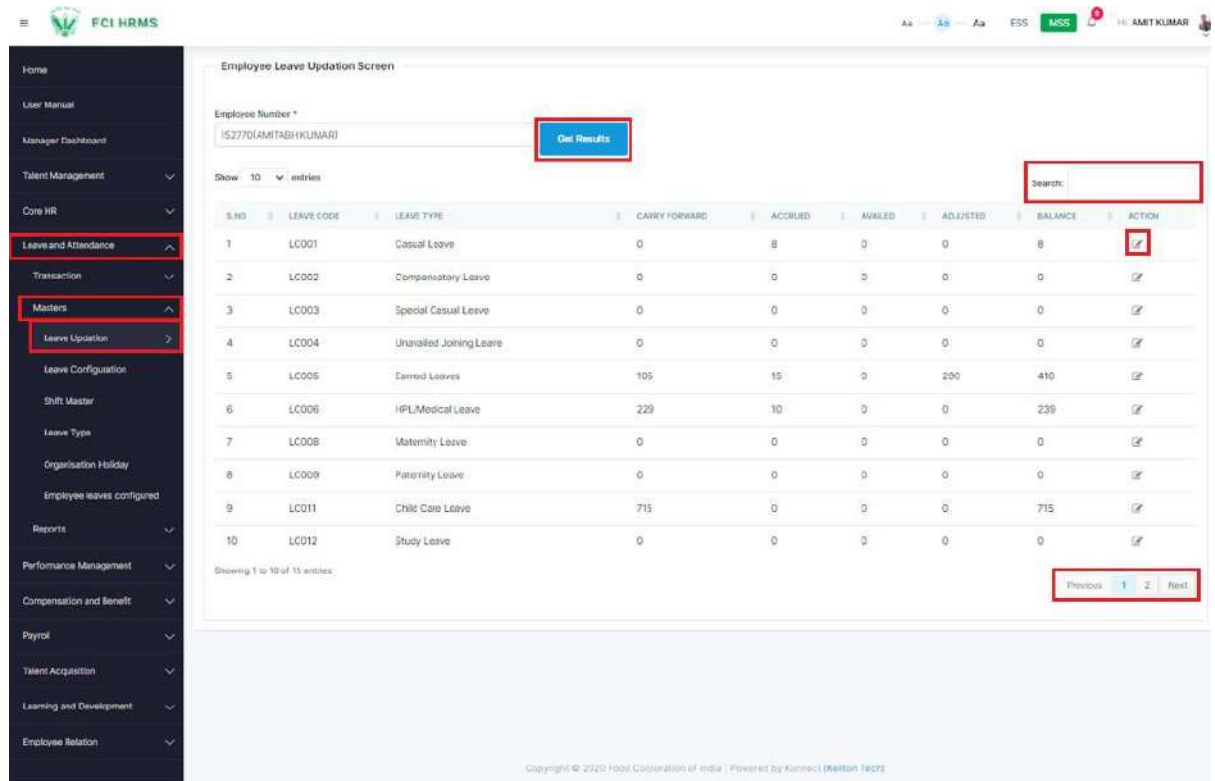 FCI HRMS
Aa Aa Aa ESS MSS AMIT KUMAR
Home
User Manual
Manager Dashboard
Talent Management
Core HR
Leave and Attendance
Transaction
Masters
Leave Updation
Leave Configuration
Shift Master
Leave Type
Organisation Holiday
Employee leaves configured
Reports
Performance Management
Compensation and Benefit
Payrol
Talent Acquisition
Learning and Development
Employee Relation
Employee Leave Updation Screen
Employee Number *
152770(AMITABH KUMAR)
Get Results
Show 10 entries
Search:
S.NO LEAVE CODE LEAVE TYPE CARRY FORWARD ACCRUED AVAILED ADJUSTED BALANCE ACTION
1 LC001 Casual Leave 0 8 0 0 8
2 LC002 Compensatory Leave 0 0 0 0 0
3 LC003 Special Casual Leave 0 0 0 0 0
4 LC004 Unavailed Joining Leave 0 0 0 0 0
5 LC005 Earned Leaves 105 15 0 290 410
6 LC006 HPL/Medical Leave 229 10 0 0 239
7 LC008 Maternity Leave 0 0 0 0 0
8 LC009 Paternity Leave 0 0 0 0 0
9 LC011 Child Care Leave 715 0 0 0 715
10 LC012 Study Leave 0 0 0 0 0
Showing 1 to 10 of 15 entries
Previous 1 2 Next
Copyright © 2020 Food Corporation of India | Powered by Konnect (Kellton Tech)